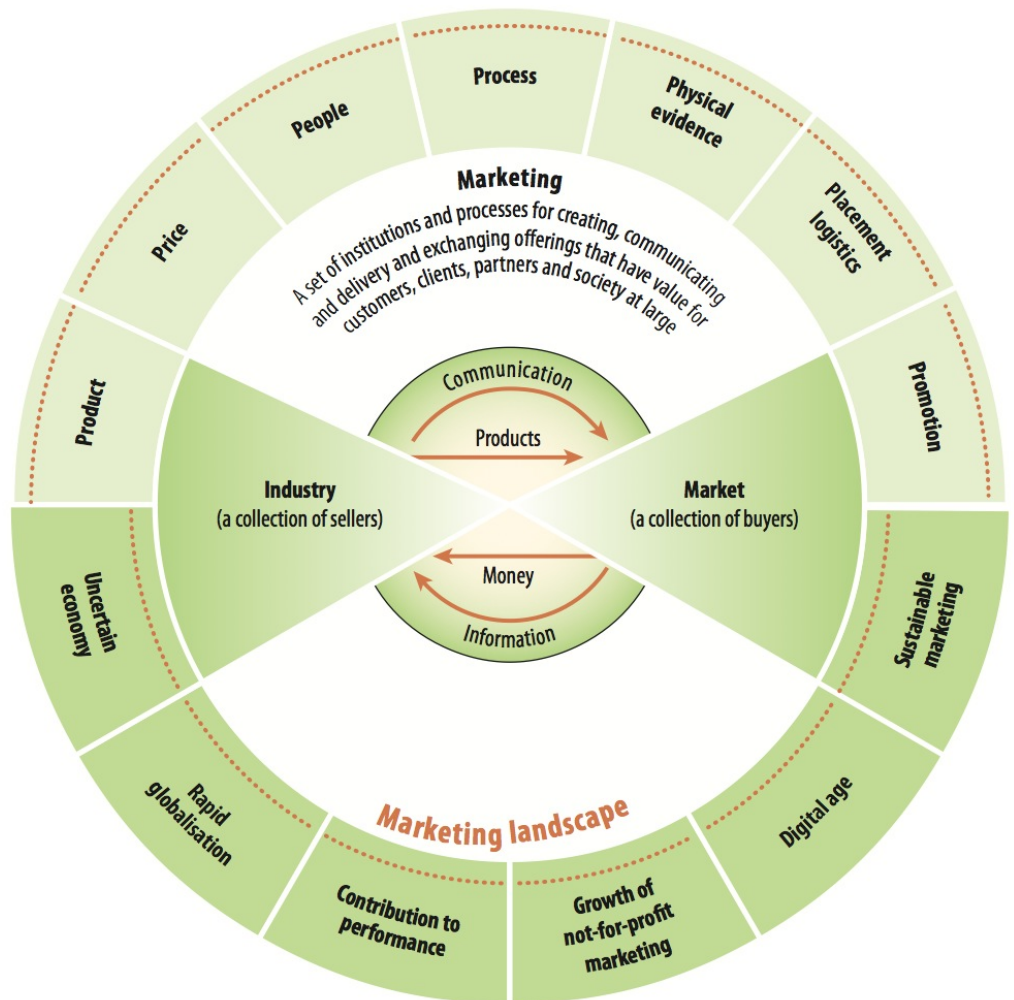 Process
People
Physical
evidence
Price
Placement
logistics
Product
Promotion
Marketing
A set of institutions and processes for creating, communicating
and delivery and exchanging offerings that have value for
customers, clients, partners and society at large
Communication
Products
Industry
(a collection of sellers)
Market
(a collection of buyers)
Money
Information
Uncertain
economy
Sustainable
marketing
Rapid
globalisation
Digital age
Marketing landscape
Contribution to
performance
Growth of
not-for-profit
marketing